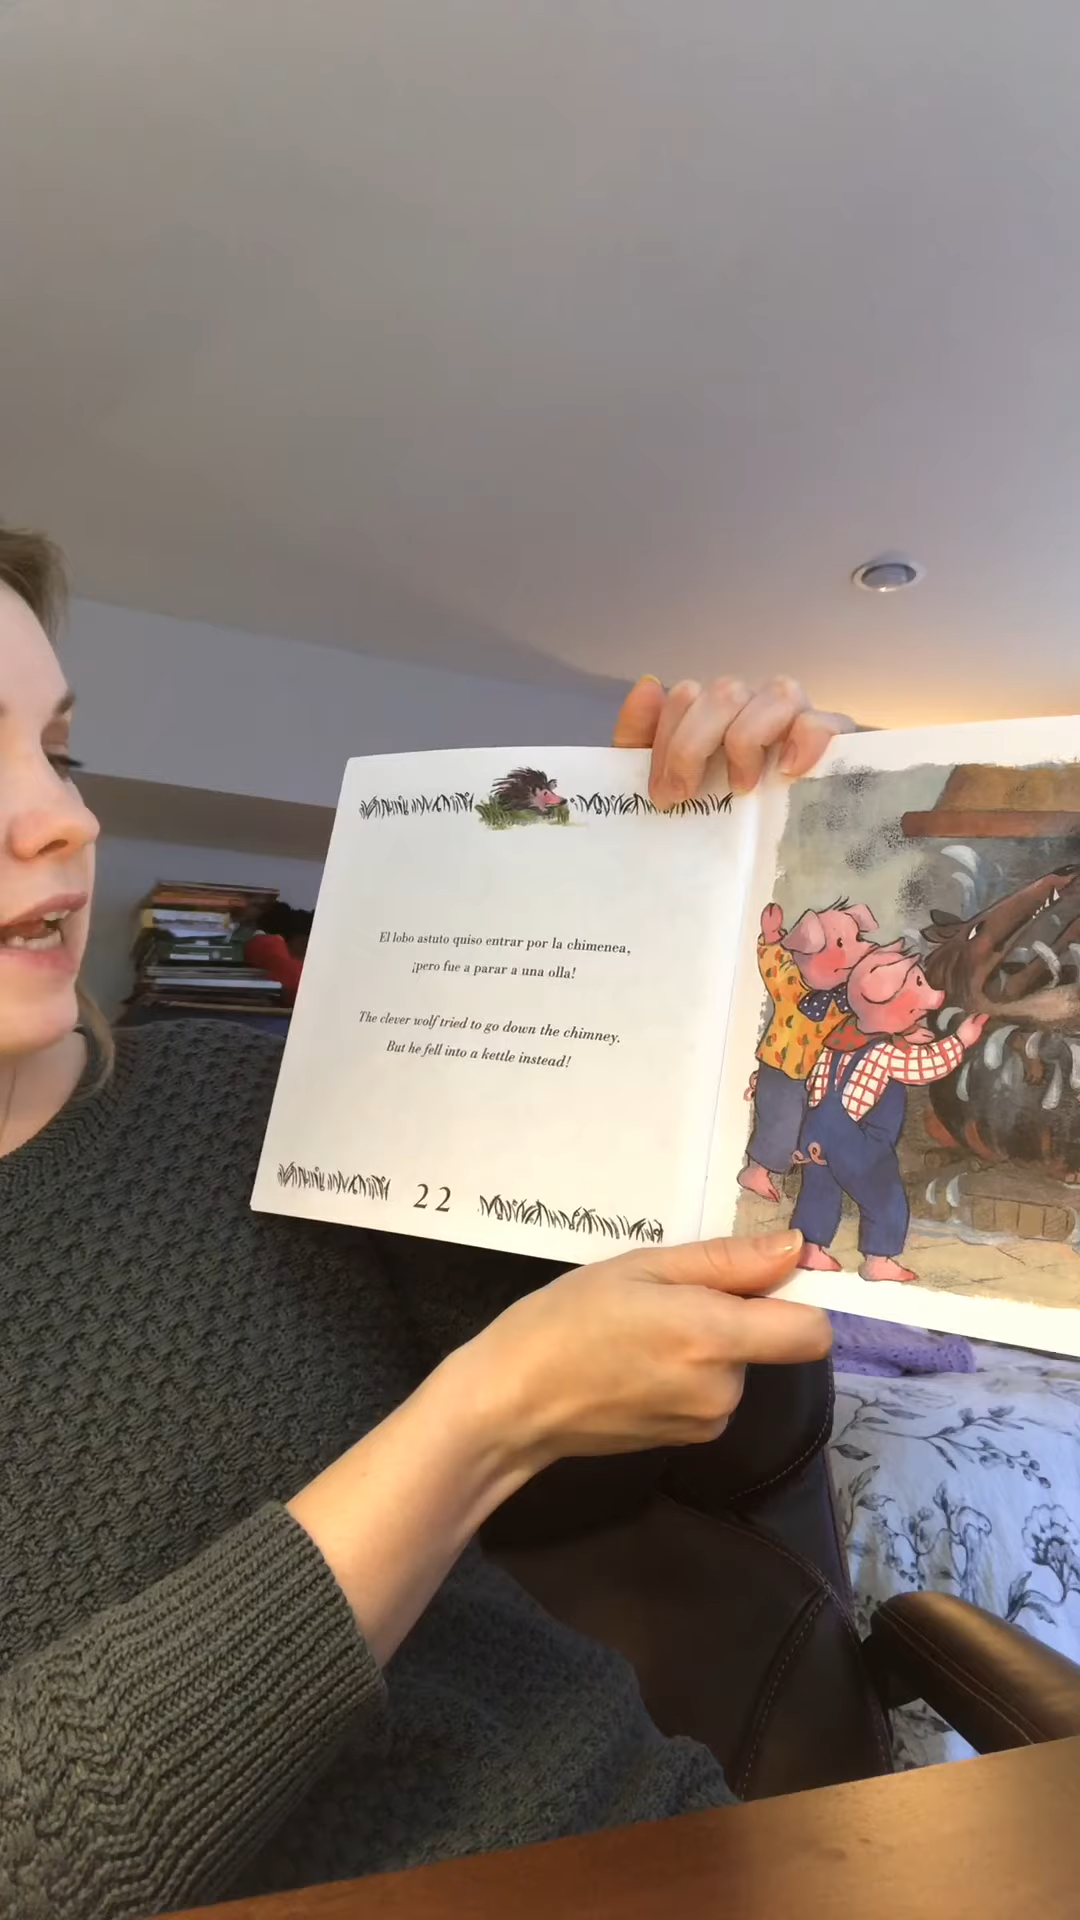 El lobo astuto quiso entrar por la chimenea,
¡pero fue a parar a una olla!
The clever wolf tried to go down the chimney.
But he fell into a kettle instead!
22